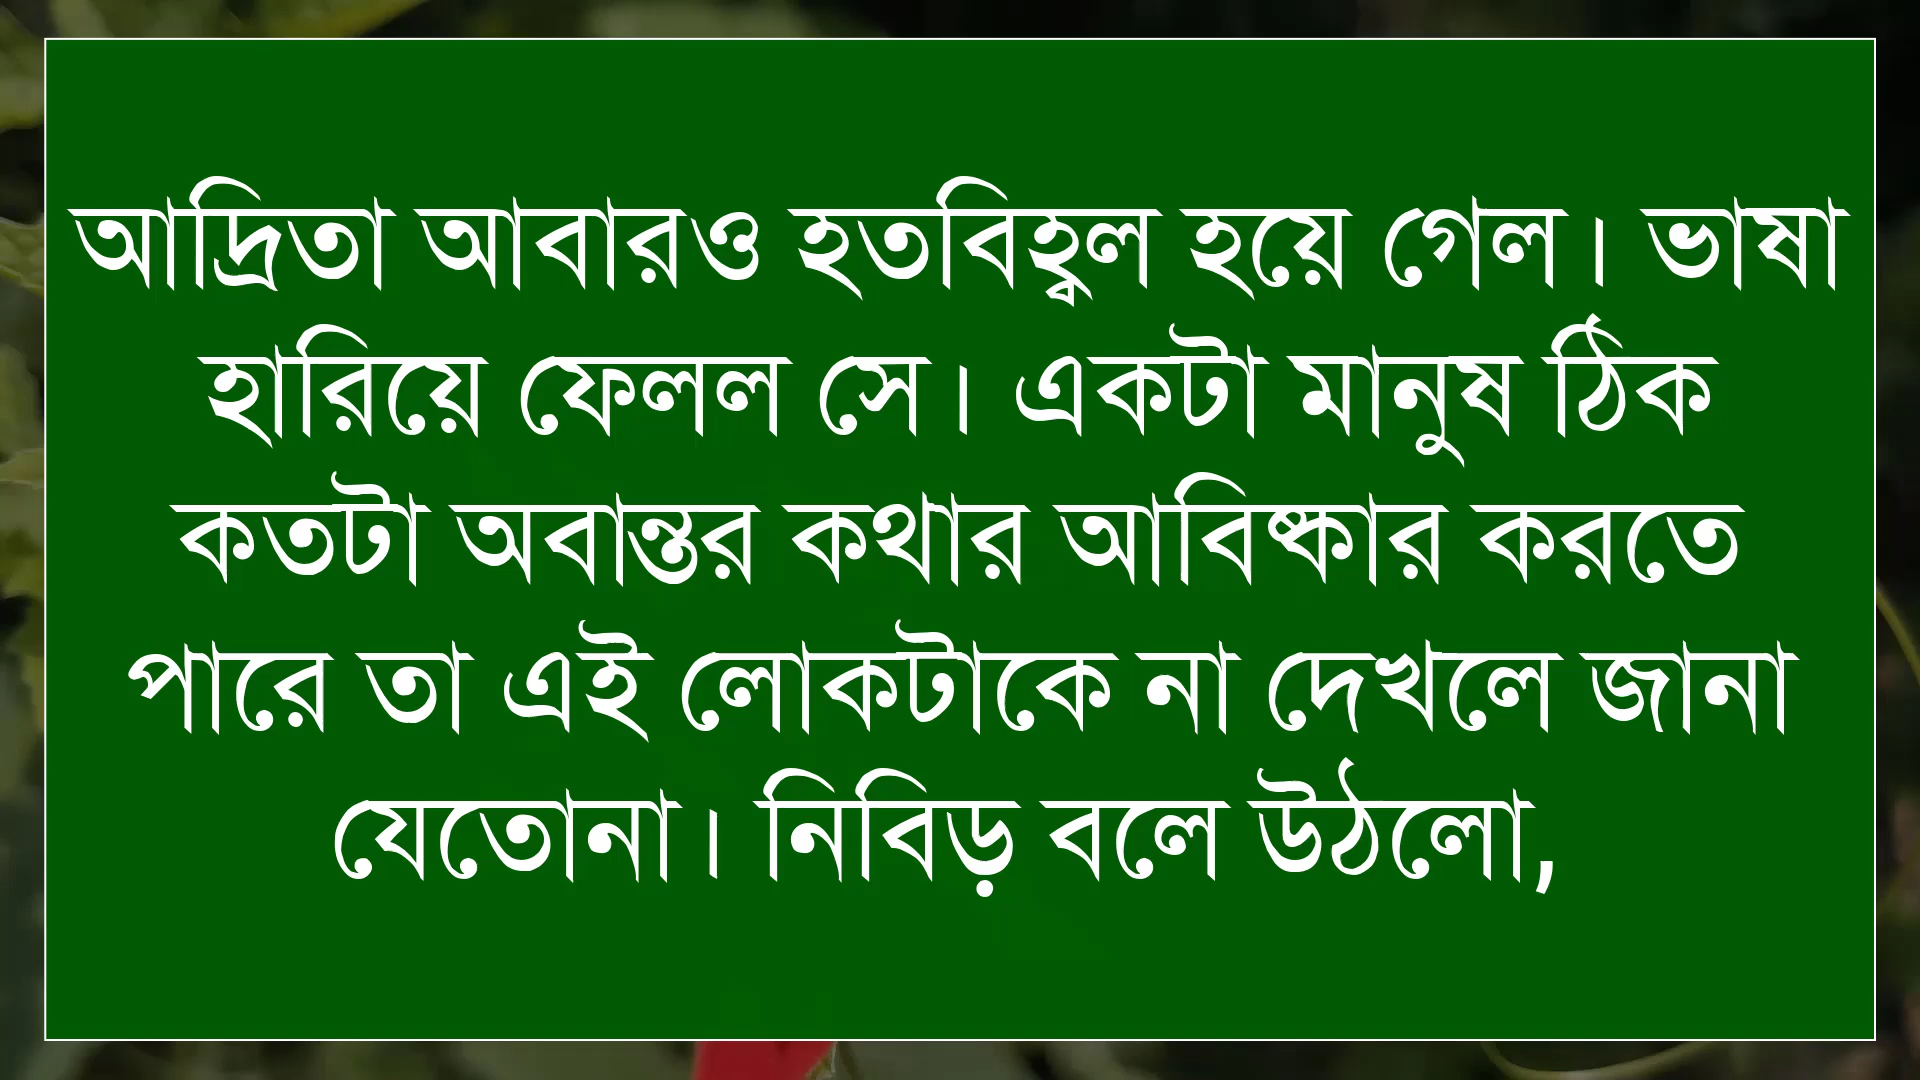 আদ্রিতা আবারও হতবিহ্বল হয়ে গেল। ভাষা
হারিয়ে ফেলল সে। একটা মানুষ ঠিক
কতটা অবান্তর কথার আবিষ্কার করতে
পারে তা এই লোকটাকে না দেখলে জানা
যেতোনা। নিবিড় বলে উঠলো,